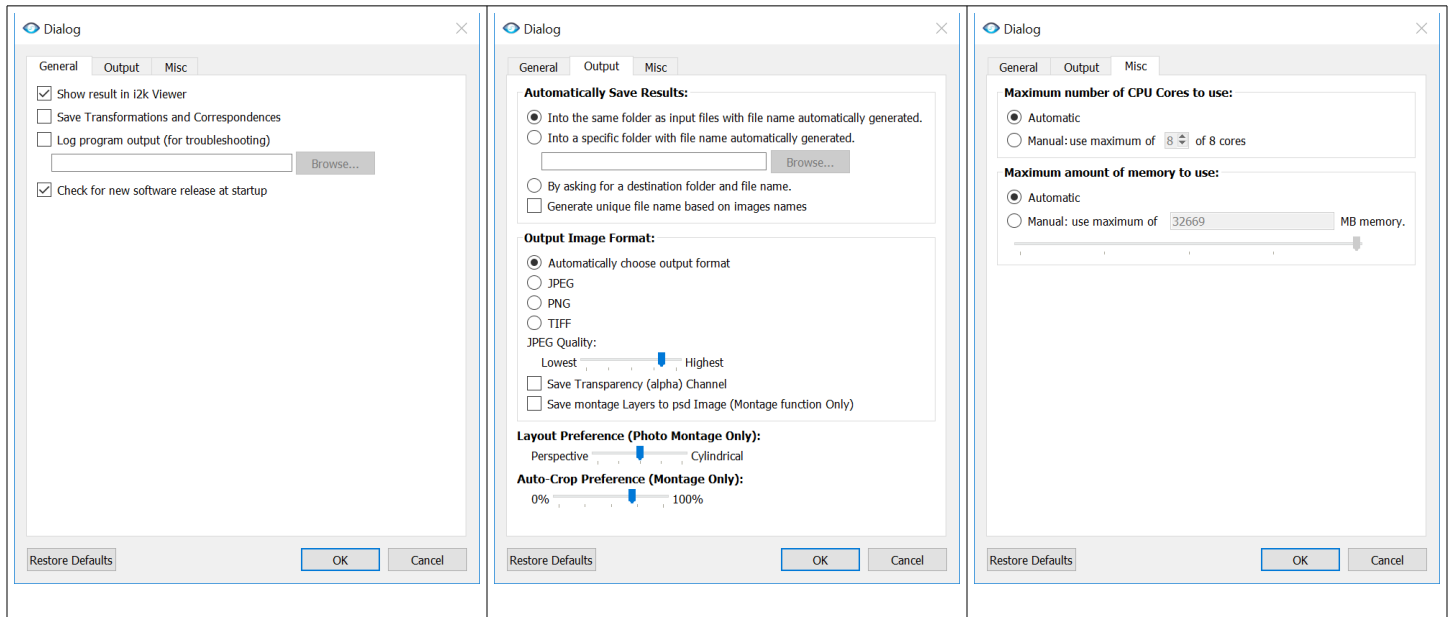 Dialog
General Output Misc
Show result in i2k Viewer
Save Transformations and Correspondences
Log program output (for troubleshooting)
Browse...
Check for new software release at startup
Restore Defaults OK Cancel
Dialog
General Output Misc
Automatically Save Results:
Into the same folder as input files with file name automatically generated.
Into a specific folder with file name automatically generated.
Browse...
By asking for a destination folder and file name.
Generate unique file name based on images names
Output Image Format:
Automatically choose output format
JPEG
PNG
TIFF
JPEG Quality:
Lowest Highest
Save Transparency (alpha) Channel
Save montage Layers to psd Image (Montage function Only)
Layout Preference (Photo Montage Only):
Perspective Cylindrical
Auto-Crop Preference (Montage Only):
0% 100%
Restore Defaults OK Cancel
Dialog
General Output Misc
Maximum number of CPU Cores to use:
Automatic
Manual: use maximum of 8 of 8 cores
Maximum amount of memory to use:
Automatic
Manual: use maximum of 32669 MB memory.
Restore Defaults OK Cancel